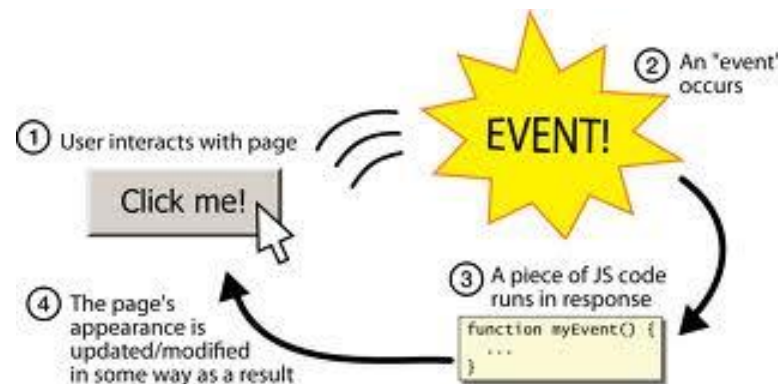 1 User interacts with page
Click me!
EVENT!
2 An "event"
occurs
3 A piece of JS code
runs in response
function myEvent() {
...
}
4 The page's
appearance is
updated/modified
in some way as a result